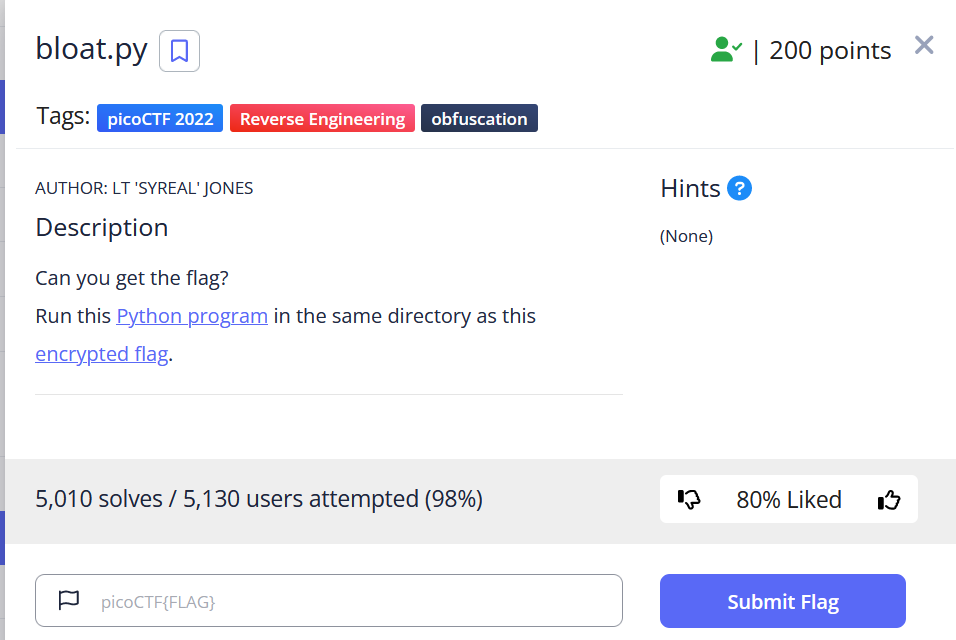 bloat.py
| 200 points
Tags: picoCTF 2022 Reverse Engineering obfuscation
AUTHOR: LT 'SYREAL' JONES
Description
Can you get the flag?
Run this Python program in the same directory as this
encrypted flag.
Hints ?
(None)
5,010 solves / 5,130 users attempted (98%)
80% Liked
picoCTF{FLAG}
Submit Flag